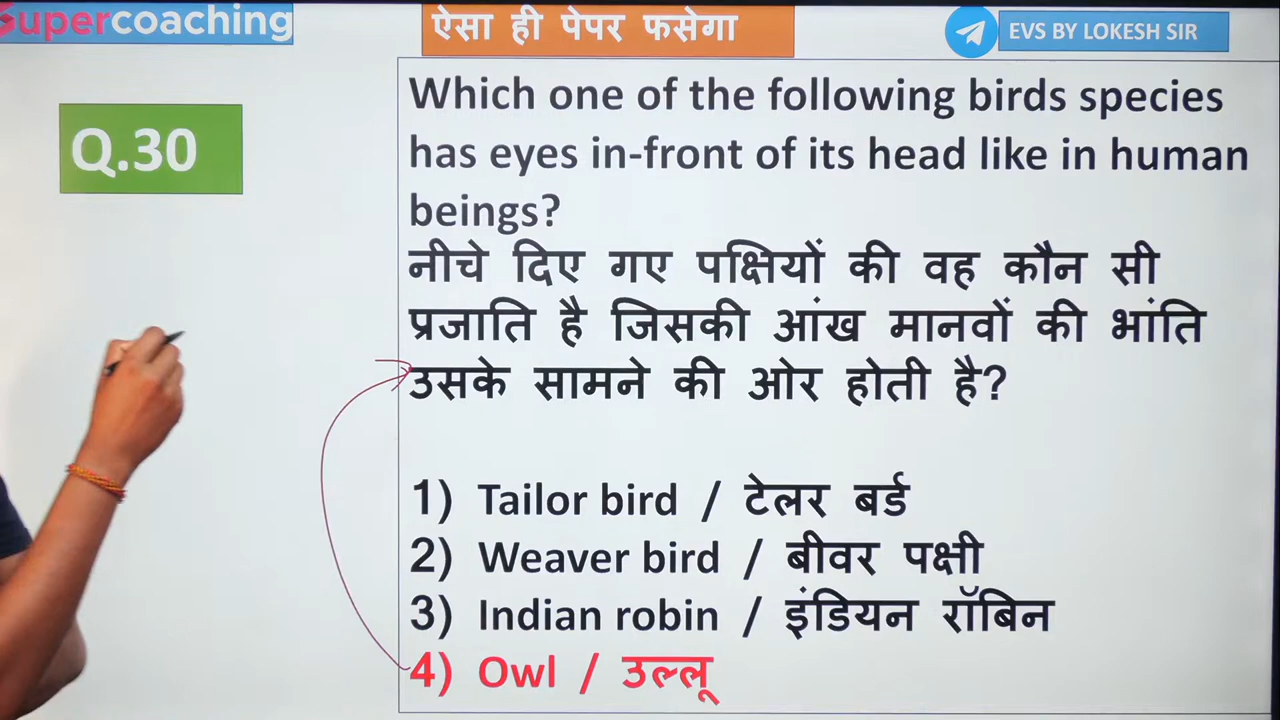 Supercoaching
ऐसा ही पेपर फसेगा
EVS BY LOKESH SIR
Q.30
Which one of the following birds species
has eyes in-front of its head like in human
beings?
नीचे दिए गए पक्षियों की वह कौन सी
प्रजाति है जिसकी आंख मानवों की भांति
उसके सामने की ओर होती है?
1) Tailor bird / टेलर बर्ड
2) Weaver bird / बीवर पक्षी
3) Indian robin / इंडियन रॉबिन
4) Owl / उल्लू